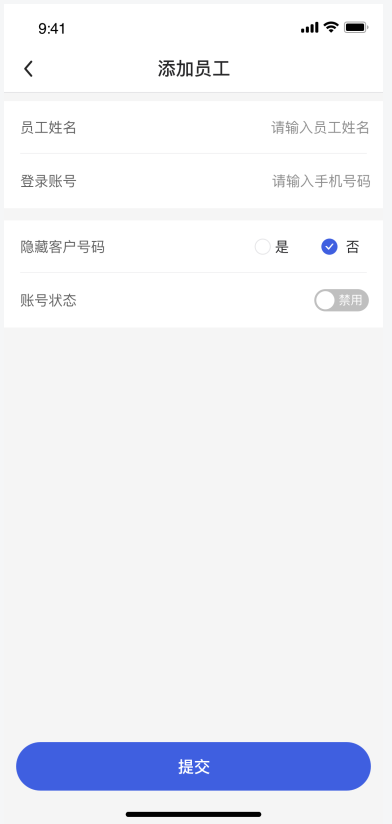 9:41
添加员工
员工姓名 请输入员工姓名
登录账号 请输入手机号码
隐藏客户号码 是 否
账号状态 禁用
提交